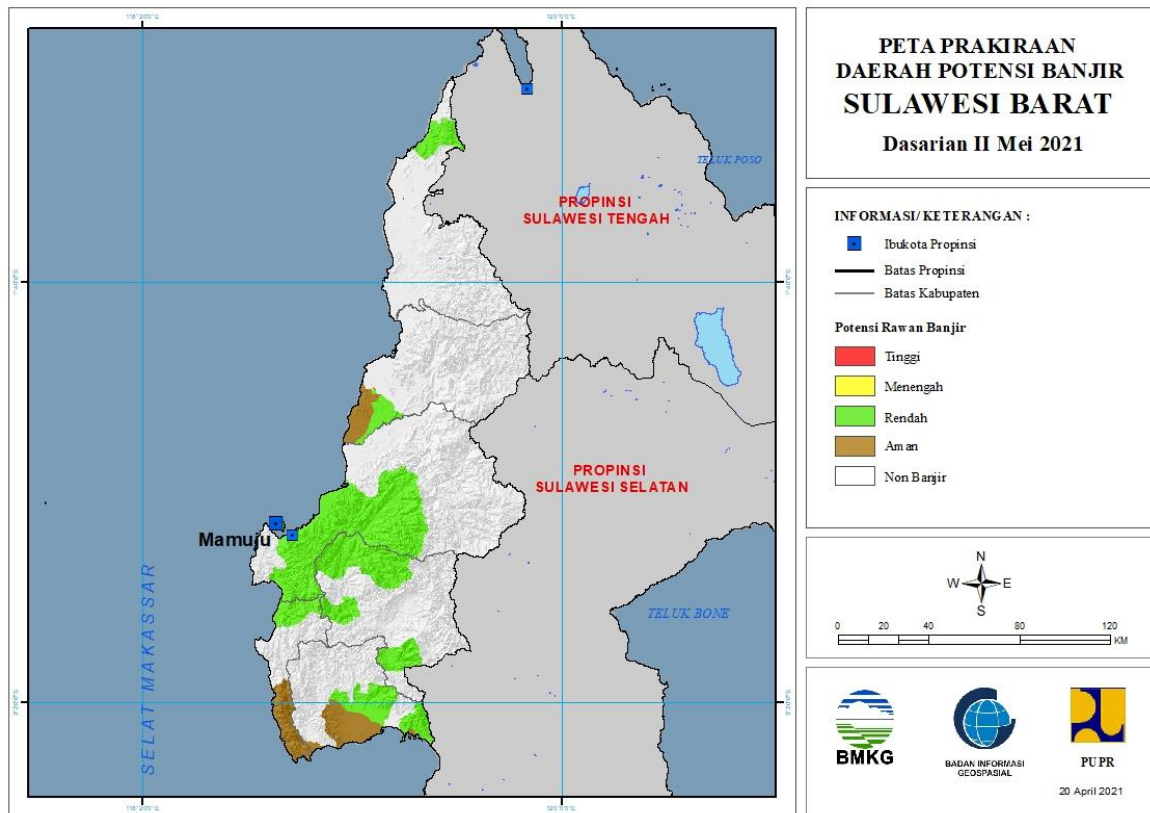 PETA PRAKIRAAN
DAERAH POTENSI BANJIR
SULAWESI BARAT
Dasarian II Mei 2021
INFORMASI/ KETERANGAN :
Ibukota Propinsi
Batas Propinsi
Batas Kabupaten
Potensi Rawan Banjir
Tinggi
Menengah
Rendah
Aman
Non Banjir
N
W E
S
0 20 40 80 120
KM
BMKG
BADAN INFORMASI
GEOSPASIAL
PUPR
20 April 2021
TELUK POSO
PROPINSI
SULAWESI TENGAH
PROPINSI
SULAWESI SELATAN
Mamuju
TELUK BONE
SELAT MAKASSAR